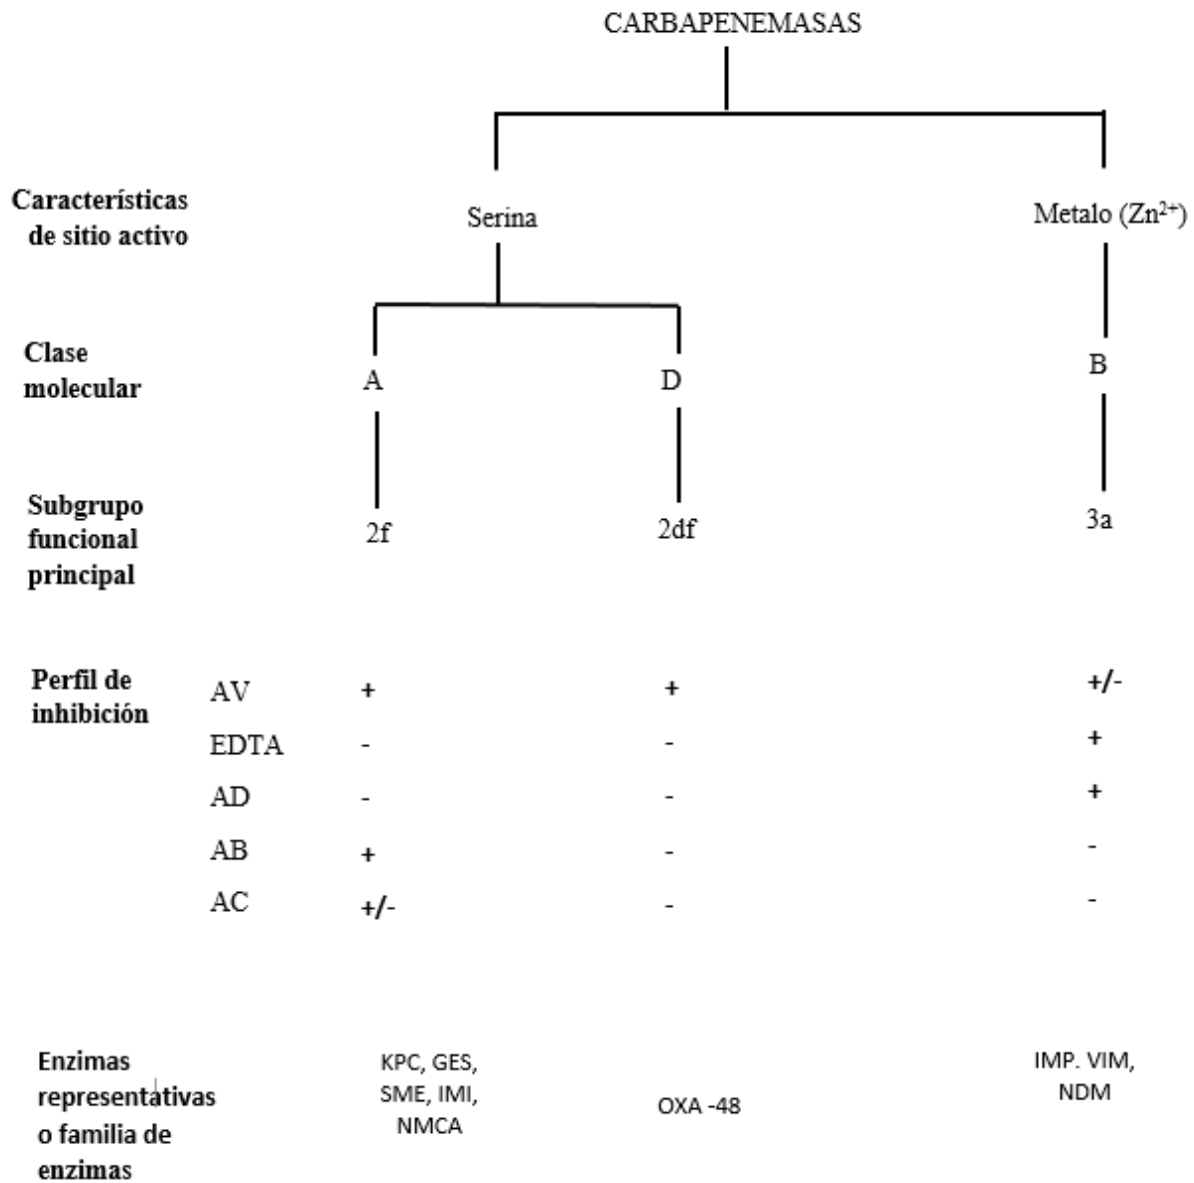 CARBAPENEMASAS
Características
de sitio activo
Serina
Metalo (Zn²⁺)
Clase
molecular
A
D
B
Subgrupo
funcional
principal
2f
2df
3a
Perfil de
inhibición
AV + + +/-
EDTA - - +
AD - - +
AB + - -
AC +/- - -
Enzimas
representativas
o familia de
enzimas
KPC, GES,
SME, IMI,
NMCA
OXA -48
IMP. VIM,
NDM